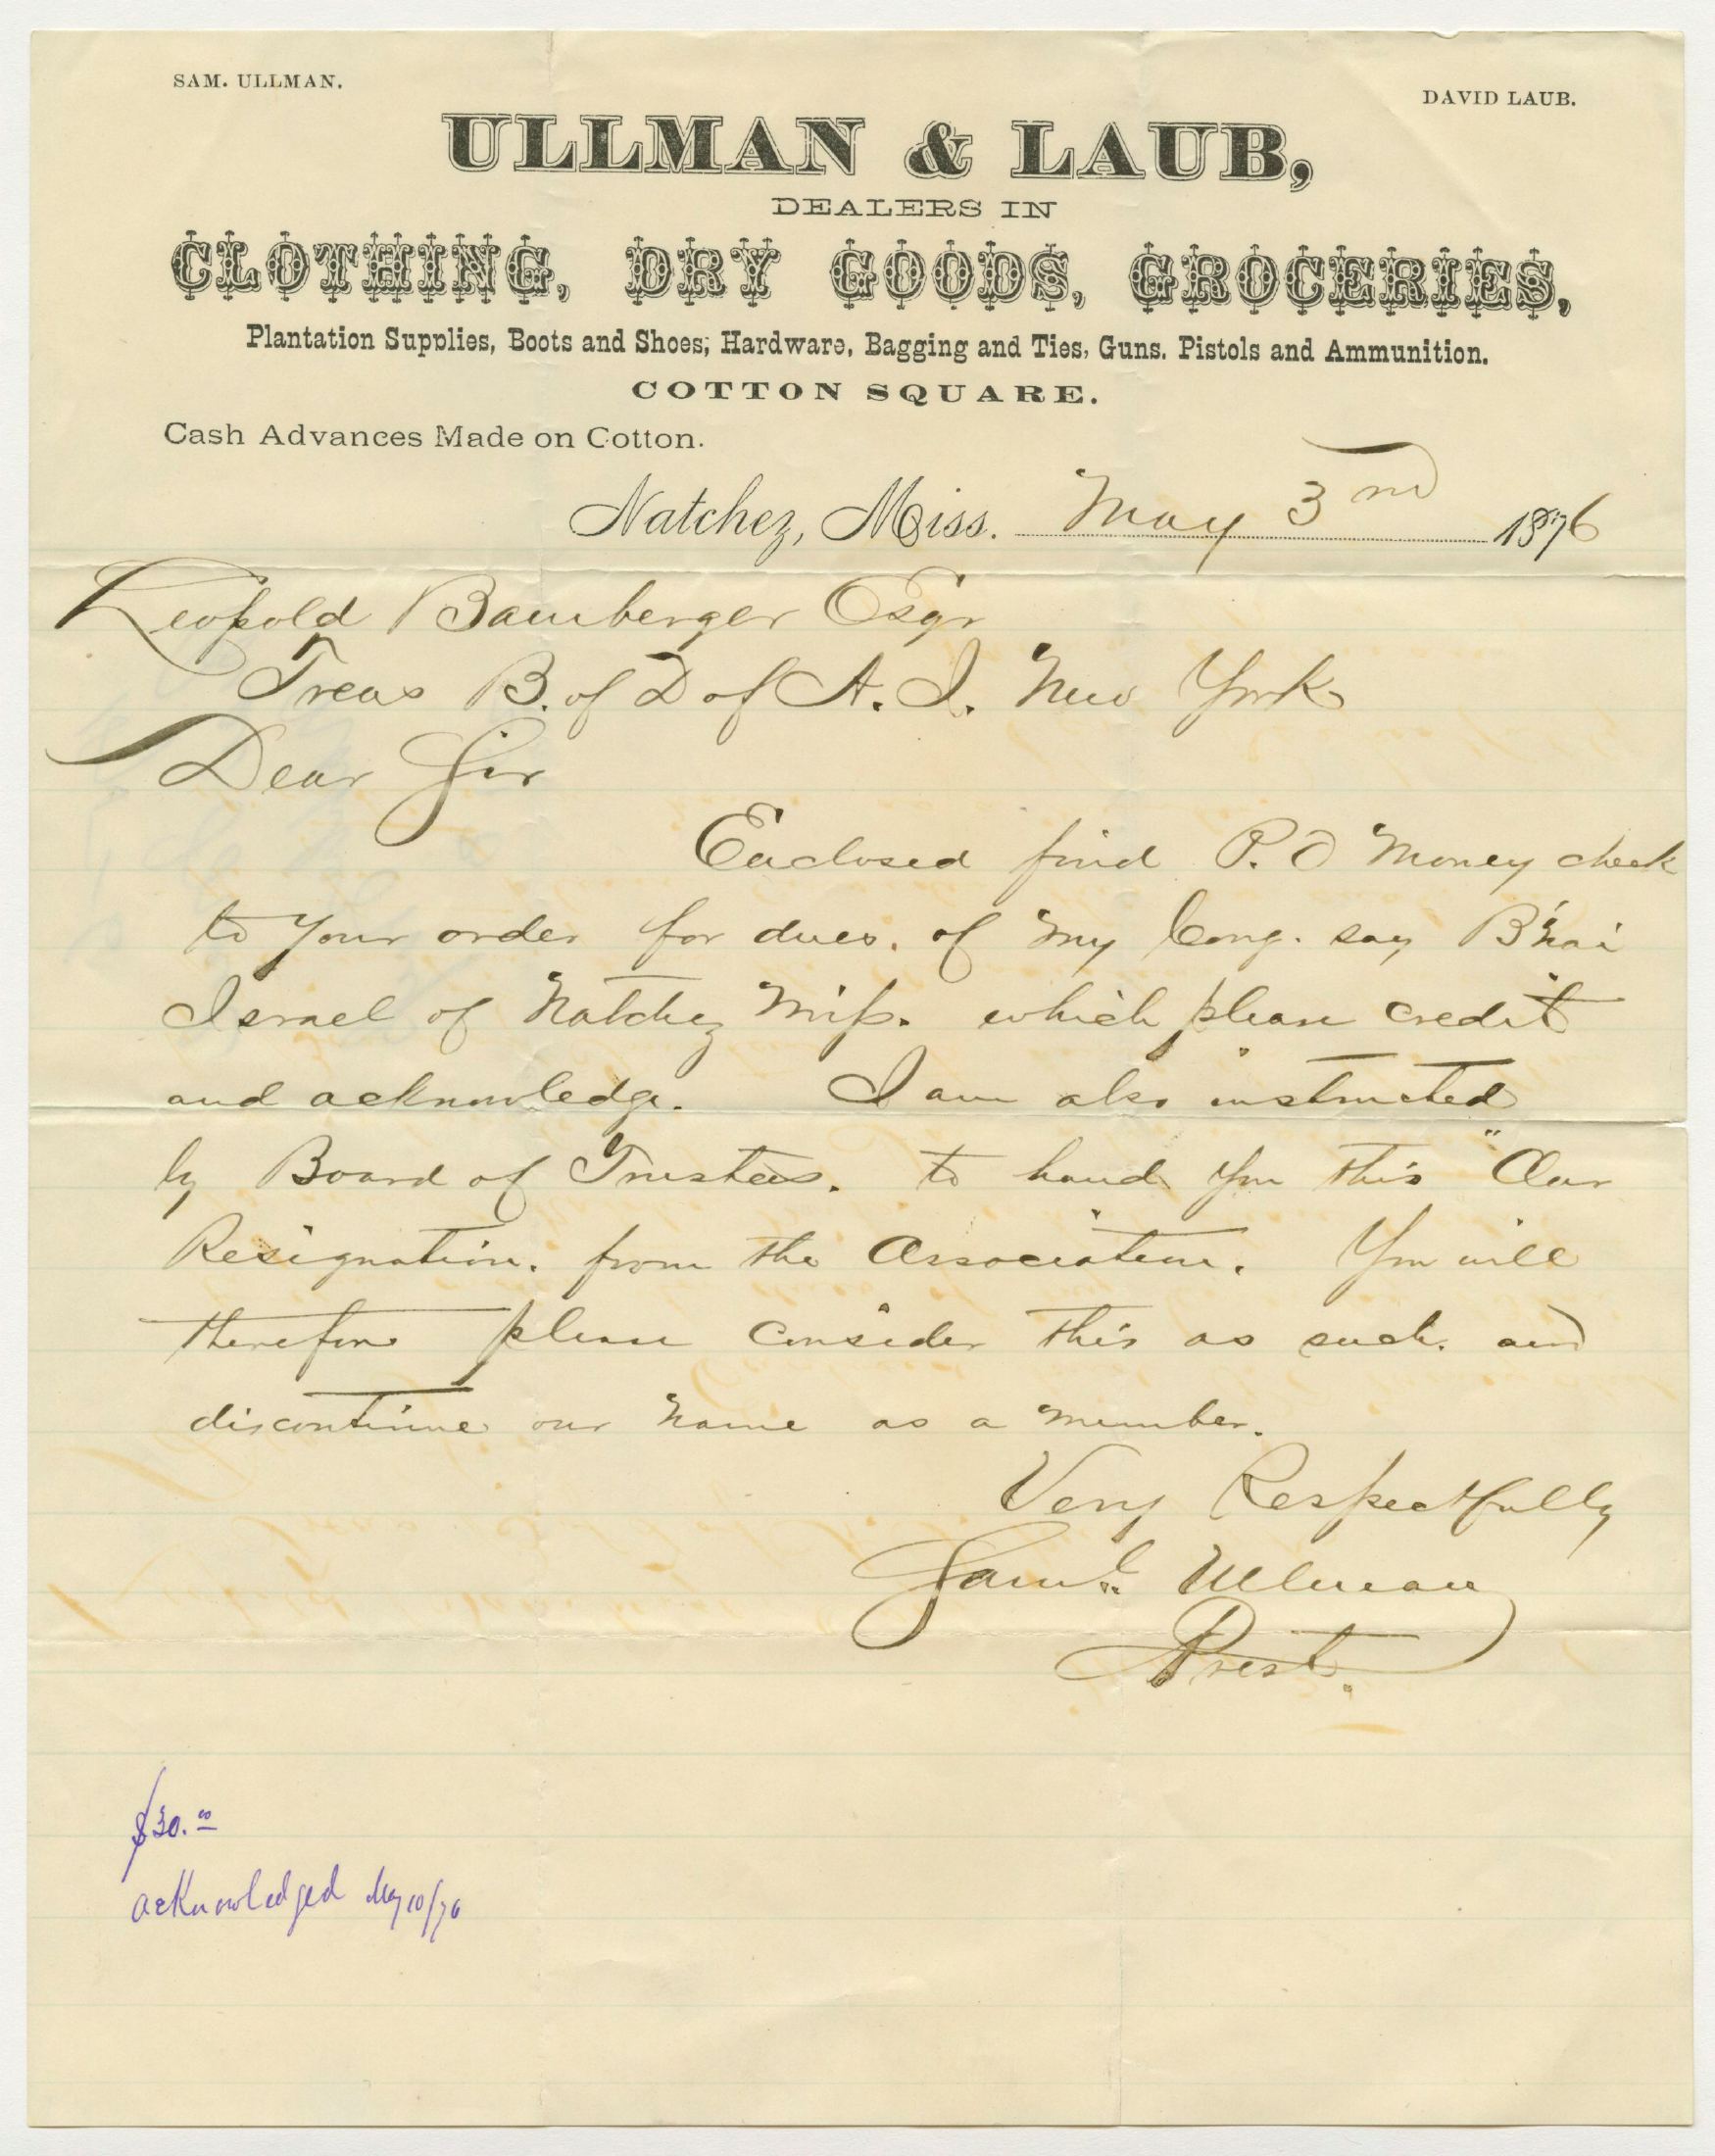 SAM. ULLMAN.
DAVID LAUB.
ULLMAN & LAUB,
DEALERS IN
CLOTHING, DRY GOODS, GROCERIES,
Plantation Supplies, Boots and Shoes; Hardware, Bagging and Ties, Guns. Pistols and Ammunition.
COTTON SQUARE.
Cash Advances Made on Cotton.
Natchez, Miss. May 3rd 1876
Leopold Bamberger Esqr
Treas B. of D of A. I. New York
Dear Sir
Enclosed find P. O Money check
to your order for dues. of my Cong. say B'nai
Israel of Natchez Miss. which please credit
and acknowledge. I am also instructed
by Board of Trustees. to hand you this "Our
Resignation. from the Association. You will
therefore please consider this as such. and
discontinue our name as a member.
Very Respectfully
Saml. Ullman
Prest.
$30.00
acknowledged May 10/76